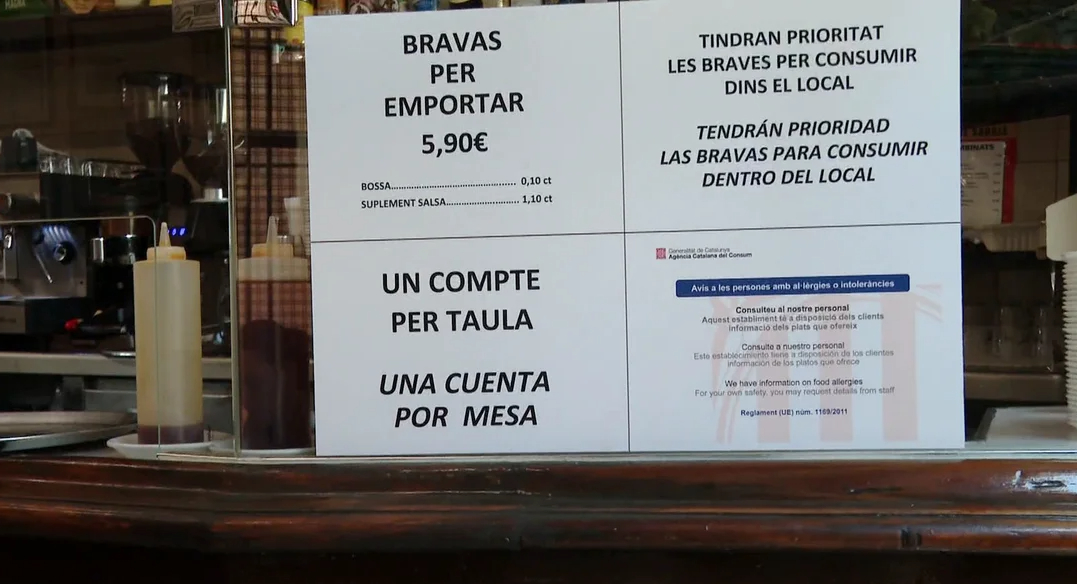 BRAVAS
PER
EMPORTAR
5,90€
BOSSA................................................ 0,10 ct
SUPLEMENT SALSA......................... 1,10 ct
TINDRAN PRIORITAT
LES BRAVES PER CONSUMIR
DINS EL LOCAL
TENDRÁN PRIORIDAD
LAS BRAVAS PARA CONSUMIR
DENTRO DEL LOCAL
UN COMPTE
PER TAULA
UNA CUENTA
POR MESA
Generalitat de Catalunya
Agència Catalana del Consum
Avís a les persones amb al·lèrgies o intoleràncies
Consulteu al nostre personal
Aquest establiment té a disposició dels clients
informació dels plats que ofereix
Consulte a nuestro personal
Este establecimiento tiene a disposición de los clientes
información de los platos que ofrece
We have information on food allergies
For your own safety, you may request details from staff
Reglament (UE) núm. 1169/2011